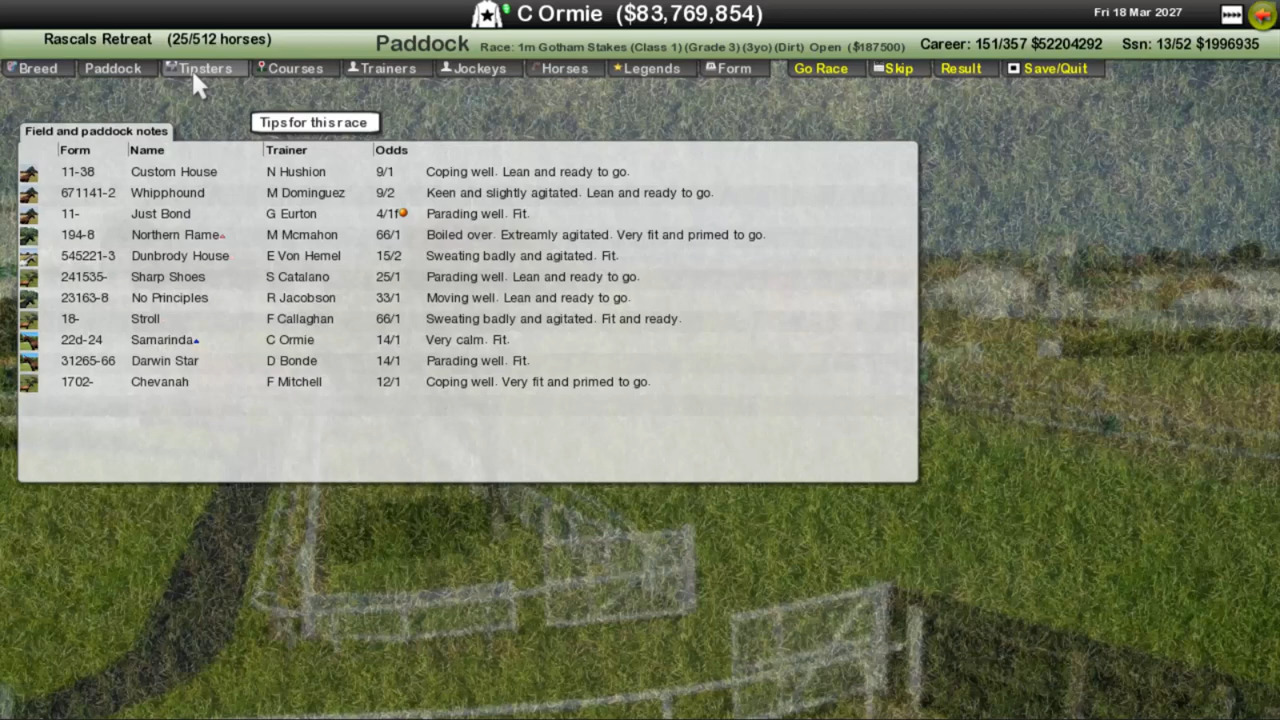 C Ormie ($83,769,854)
Fri 18 Mar 2027
Rascals Retreat (25/512 horses)
Paddock Race: 1m Gotham Stakes (Class 1) (Grade 3) (3yo) (Dirt) Open ($187500)
Career: 151/357 $52204292 Ssn: 13/52 $1996935
Breed Paddock Tipsters Courses Trainers Jockeys Horses Legends Form Go Race Skip Result Save/Quit
Tips for this race
Field and paddock notes
Form Name Trainer Odds
11-38 Custom House N Hushion 9/1 Coping well. Lean and ready to go.
671141-2 Whipphound M Dominguez 9/2 Keen and slightly agitated. Lean and ready to go.
11- Just Bond G Eurton 4/1f Parading well. Fit.
194-8 Northern Flame M Mcmahon 66/1 Boiled over. Extreamly agitated. Very fit and primed to go.
545221-3 Dunbrody House E Von Hemel 15/2 Sweating badly and agitated. Fit.
241535- Sharp Shoes S Catalano 25/1 Parading well. Lean and ready to go.
23163-8 No Principles R Jacobson 33/1 Moving well. Lean and ready to go.
18- Stroll F Callaghan 66/1 Sweating badly and agitated. Fit and ready.
22d-24 Samarinda C Ormie 14/1 Very calm. Fit.
31265-66 Darwin Star D Bonde 14/1 Parading well. Fit.
1702- Chevanah F Mitchell 12/1 Coping well. Very fit and primed to go.